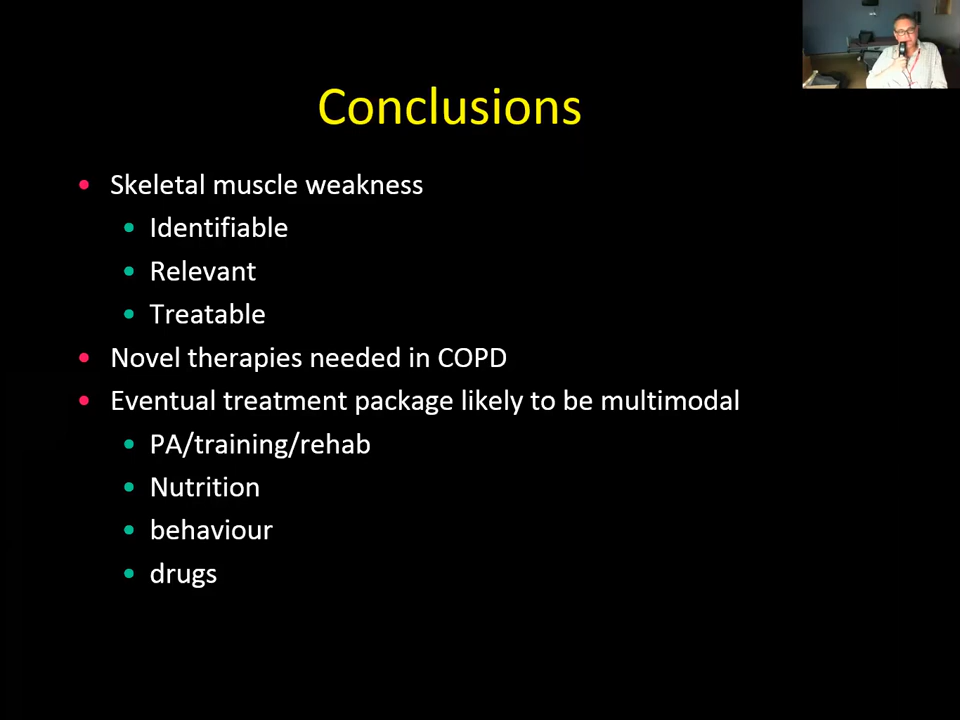 Conclusions
• Skeletal muscle weakness
• Identifiable
• Relevant
• Treatable
• Novel therapies needed in COPD
• Eventual treatment package likely to be multimodal
• PA/training/rehab
• Nutrition
• behaviour
• drugs